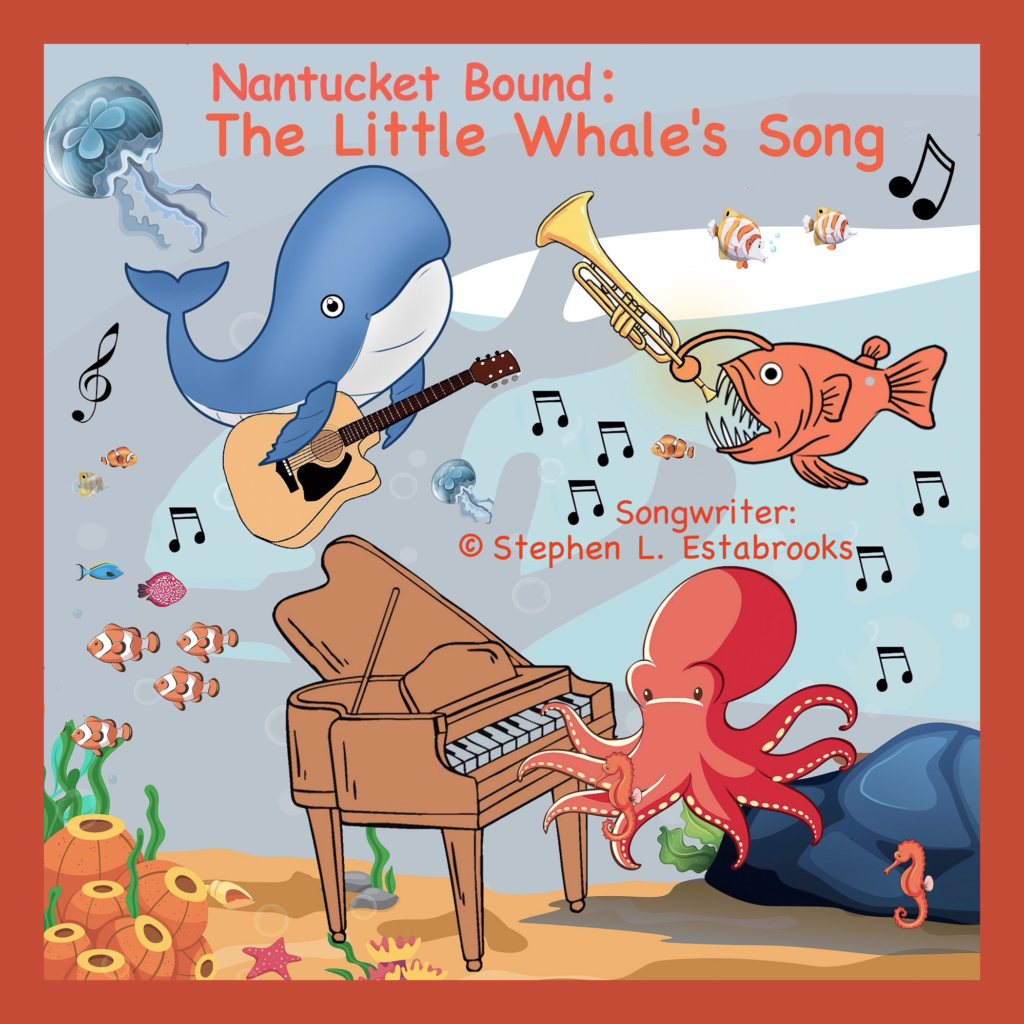 Nantucket Bound:
The Little Whale's Song
Songwriter:
© Stephen L. Estabrooks